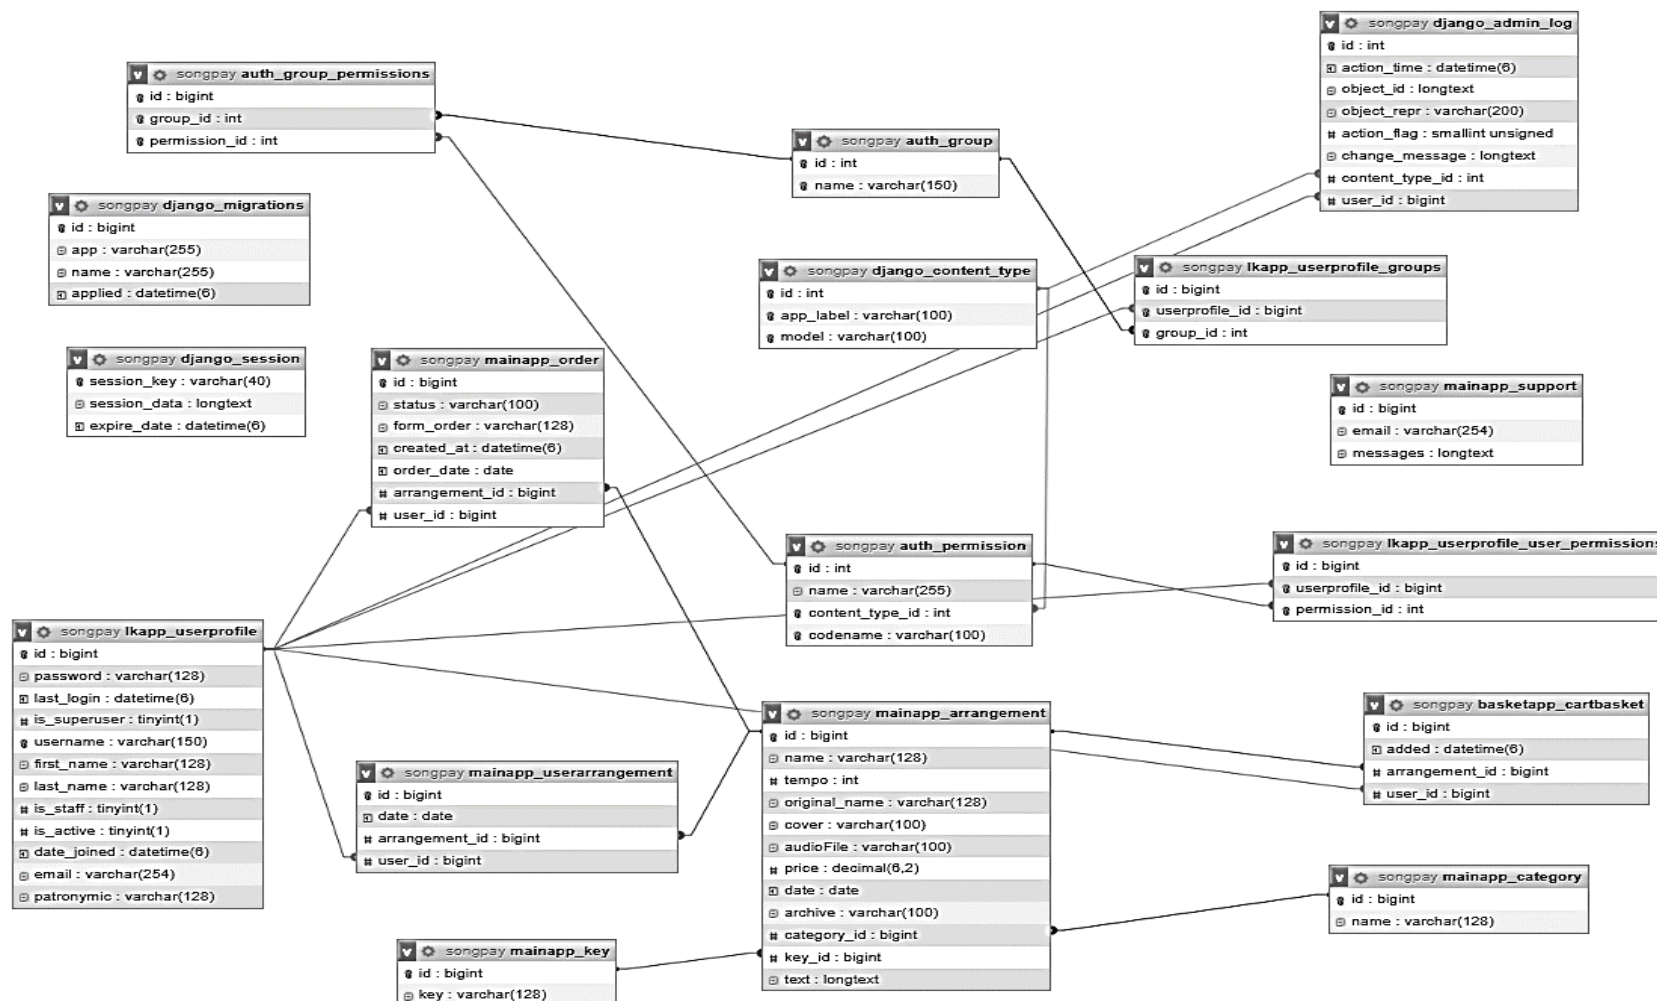 songpay auth_group_permissions
id : bigint
group_id : int
permission_id : int
songpay django_migrations
id : bigint
app : varchar(255)
name : varchar(255)
applied : datetime(6)
songpay django_session
session_key : varchar(40)
session_data : longtext
expire_date : datetime(6)
songpay mainapp_order
id : bigint
status : varchar(100)
form_order : varchar(128)
created_at : datetime(6)
order_date : date
# arrangement_id : bigint
# user_id : bigint
songpay auth_group
id : int
name : varchar(150)
songpay django_content_type
id : int
app_label : varchar(100)
model : varchar(100)
songpay django_admin_log
id : int
action_time : datetime(6)
object_id : longtext
object_repr : varchar(200)
# action_flag : smallint unsigned
change_message : longtext
# content_type_id : int
# user_id : bigint
songpay lkapp_userprofile_groups
id : bigint
userprofile_id : bigint
group_id : int
songpay mainapp_support
id : bigint
email : varchar(254)
messages : longtext
songpay auth_permission
id : int
name : varchar(255)
content_type_id : int
codename : varchar(100)
songpay lkapp_userprofile_user_permissions
id : bigint
userprofile_id : bigint
permission_id : int
songpay lkapp_userprofile
id : bigint
password : varchar(128)
last_login : datetime(6)
# is_superuser : tinyint(1)
username : varchar(150)
first_name : varchar(128)
last_name : varchar(128)
# is_staff : tinyint(1)
# is_active : tinyint(1)
date_joined : datetime(6)
email : varchar(254)
patronymic : varchar(128)
songpay mainapp_userarrangement
id : bigint
date : date
# arrangement_id : bigint
# user_id : bigint
songpay mainapp_arrangement
id : bigint
name : varchar(128)
# tempo : int
original_name : varchar(128)
cover : varchar(100)
audioFile : varchar(100)
# price : decimal(6,2)
date : date
archive : varchar(100)
# category_id : bigint
# key_id : bigint
text : longtext
songpay basketapp_cartbasket
id : bigint
added : datetime(6)
# arrangement_id : bigint
# user_id : bigint
songpay mainapp_category
id : bigint
name : varchar(128)
songpay mainapp_key
id : bigint
key : varchar(128)